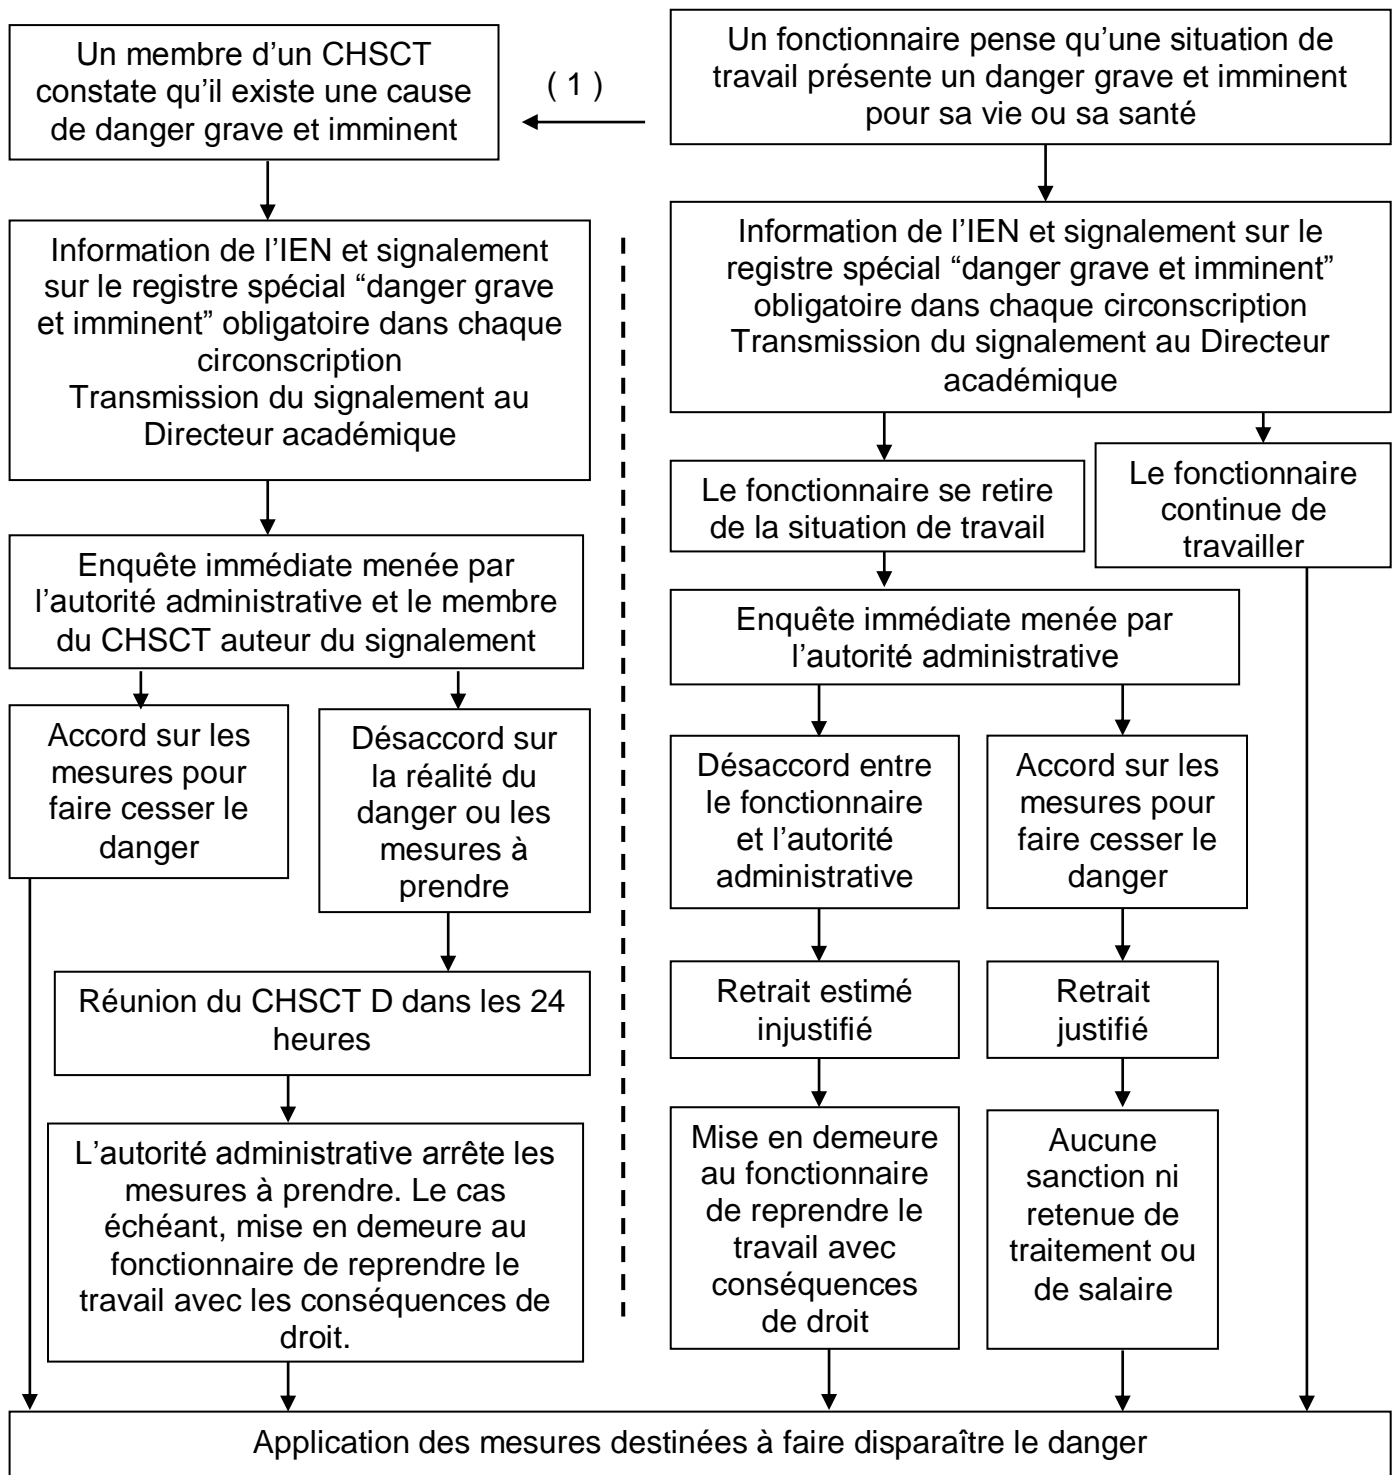 Un membre d’un CHSCT
constate qu’il existe une cause
de danger grave et imminent
( 1 )
Un fonctionnaire pense qu’une situation de
travail présente un danger grave et imminent
pour sa vie ou sa santé
Information de l’IEN et signalement
sur le registre spécial “danger grave
et imminent” obligatoire dans chaque
circonscription
Transmission du signalement au
Directeur académique
Information de l’IEN et signalement sur le
registre spécial “danger grave et imminent”
obligatoire dans chaque circonscription
Transmission du signalement au Directeur
académique
Le fonctionnaire se retire
de la situation de travail
Le fonctionnaire
continue de
travailler
Enquête immédiate menée par
l’autorité administrative et le membre
du CHSCT auteur du signalement
Enquête immédiate menée par
l’autorité administrative
Accord sur les
mesures pour
faire cesser le
danger
Désaccord sur
la réalité du
danger ou les
mesures à
prendre
Désaccord entre
le fonctionnaire
et l’autorité
administrative
Accord sur les
mesures pour
faire cesser le
danger
Réunion du CHSCT D dans les 24
heures
Retrait estimé
injustifié
Retrait
justifié
L’autorité administrative arrête les
mesures à prendre. Le cas
échéant, mise en demeure au
fonctionnaire de reprendre le
travail avec les conséquences de
droit.
Mise en demeure
au fonctionnaire
de reprendre le
travail avec
conséquences
de droit
Aucune
sanction ni
retenue de
traitement ou
de salaire
Application des mesures destinées à faire disparaître le danger